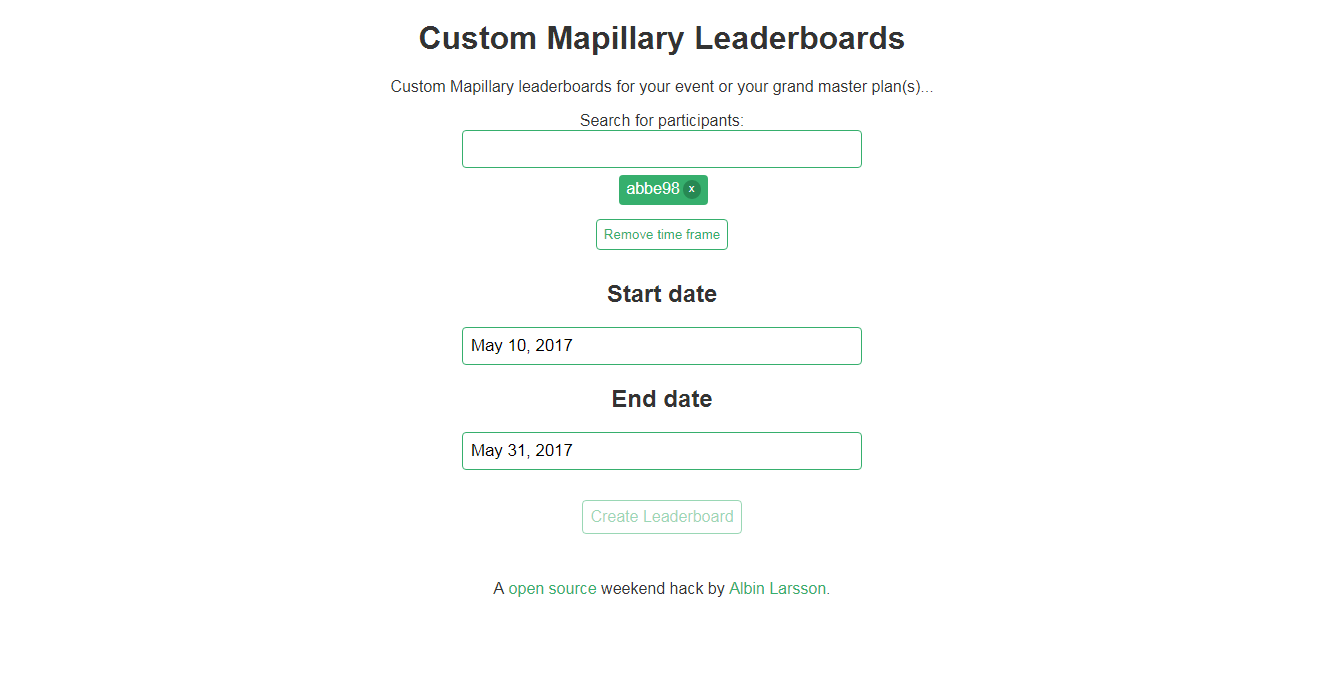 Custom Mapillary Leaderboards
Custom Mapillary leaderboards for your event or your grand master plan(s)...
Search for participants:
abbe98 x
Remove time frame
Start date
May 10, 2017
End date
May 31, 2017
Create Leaderboard
A open source weekend hack by Albin Larsson.